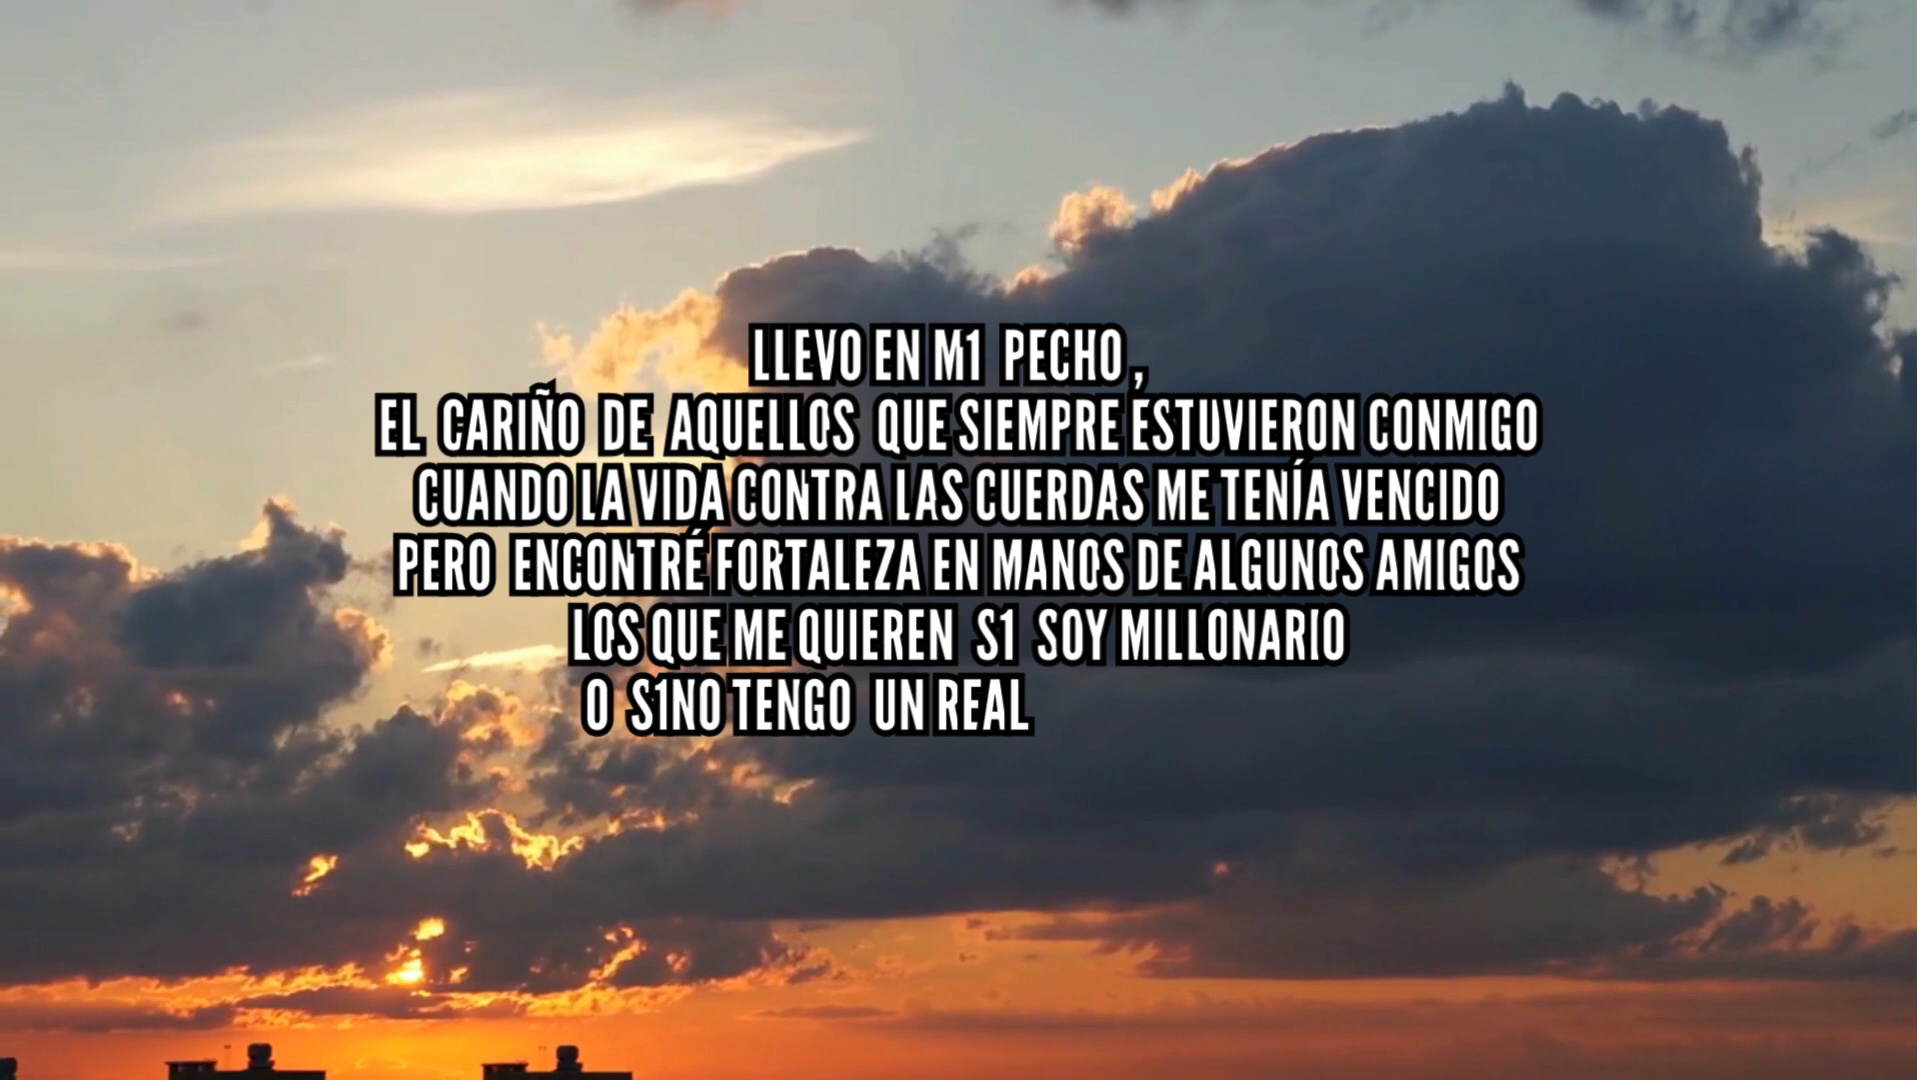 LLEVO EN M1 PECHO ,
EL CARIÑO DE AQUELLOS QUE SIEMPRE ESTUVIERON CONMIGO
CUANDO LA VIDA CONTRA LAS CUERDAS ME TENÍA VENCIDO
PERO ENCONTRÉ FORTALEZA EN MANOS DE ALGUNOS AMIGOS
LOS QUE ME QUIEREN S1 SOY MILLONARIO
O S1NO TENGO UN REAL